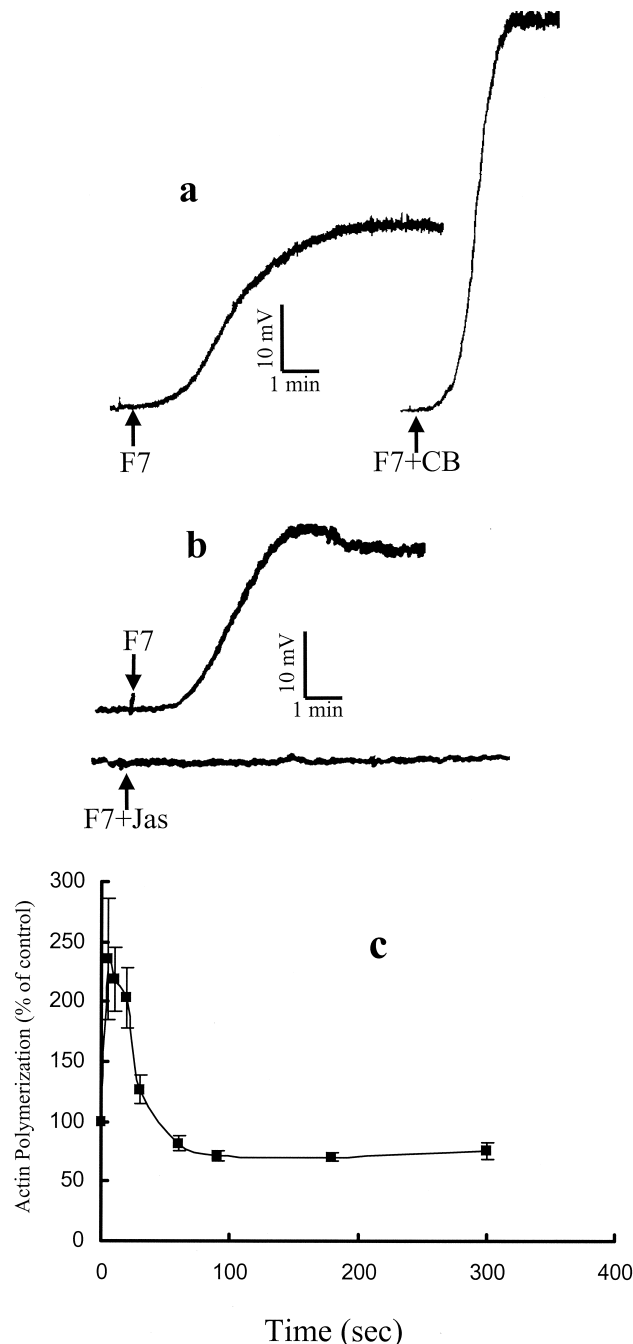 a
10 mV
1 min
F7
F7+CB
b
F7
10 mV
1 min
F7+Jas
c
Actin Polymerization (% of control)
300
250
200
150
100
50
0
0 100 200 300 400
Time (sec)